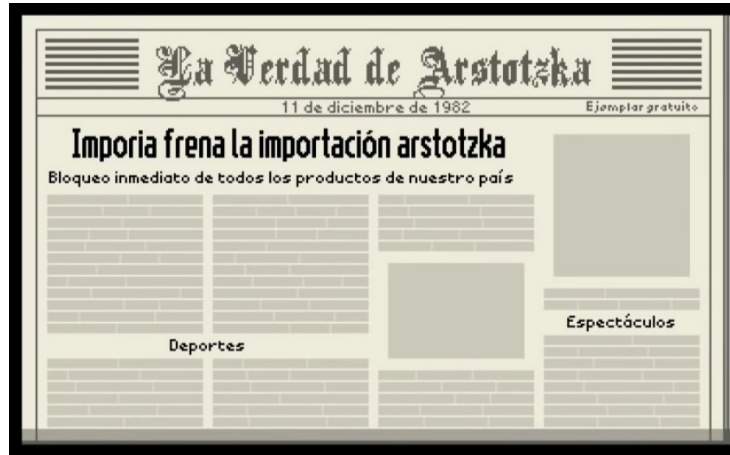 La Verdad de Arstotzka
11 de diciembre de 1982
Ejemplar gratuito
Imporia frena la importación arstotzka
Bloqueo inmediato de todos los productos de nuestro país
Deportes
Espectáculos